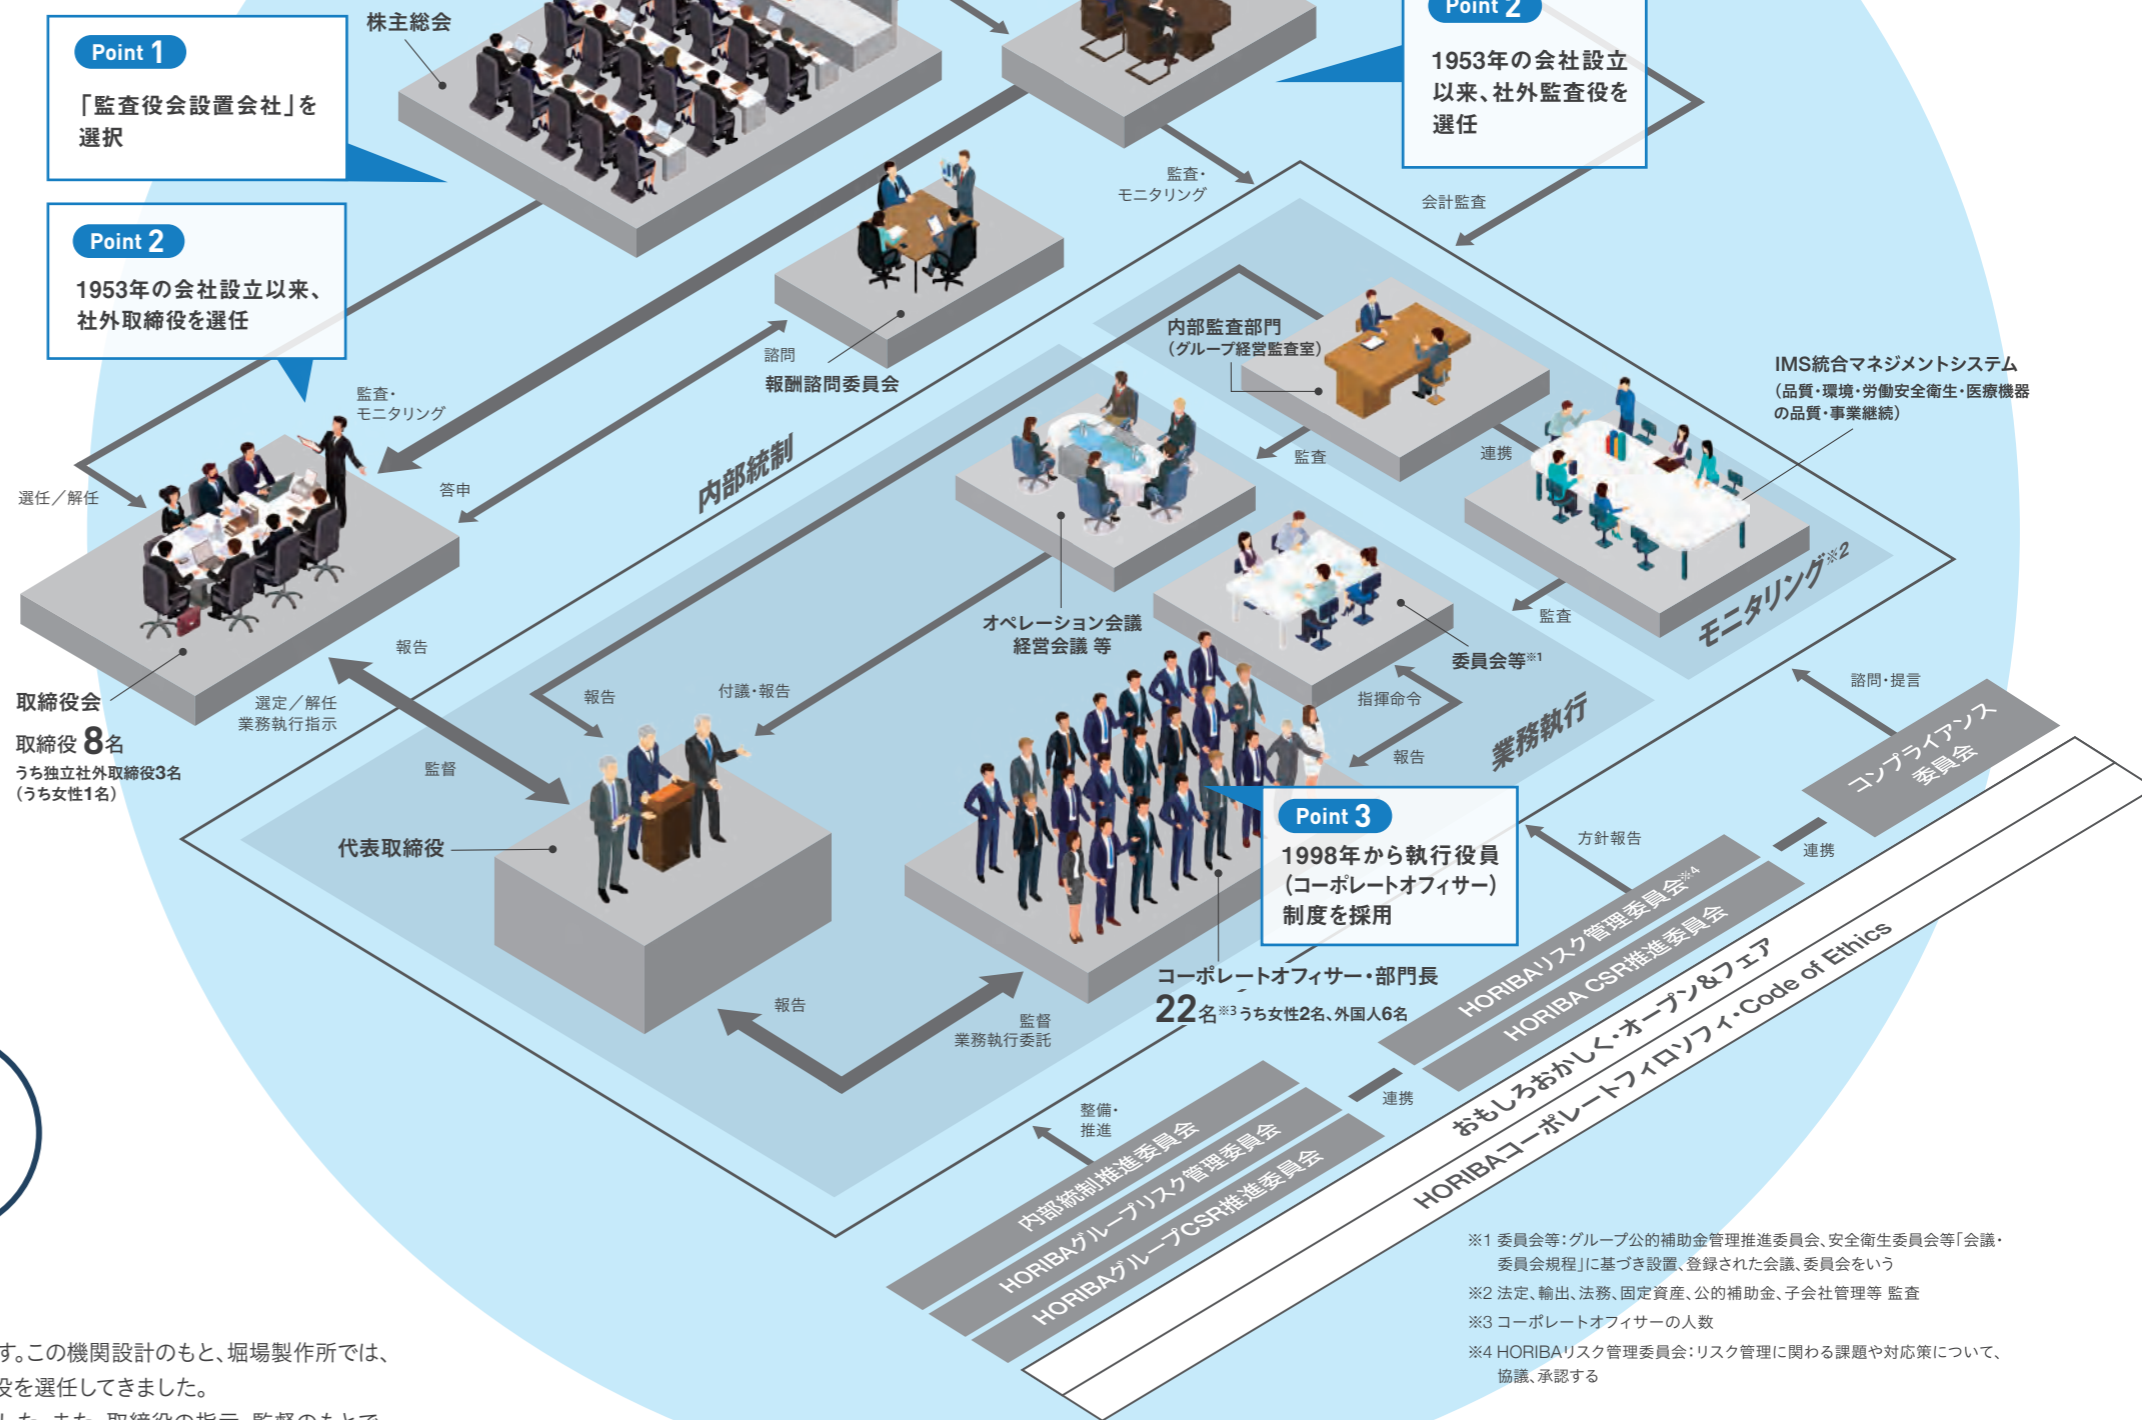 株主総会
Point 1
「監査役会設置会社」を
選択
Point 2
1953年の会社設立
以来、社外監査役を
選任
Point 2
1953年の会社設立以来、
社外取締役を選任
監査・
モニタリング
会計監査
諮問
報酬諮問委員会
監査・
モニタリング
答申
選任／解任
内部統制
内部監査部門
（グループ経営監査室）
監査
連携
IMS統合マネジメントシステム
（品質・環境・労働安全衛生・医療機器
の品質・事業継続）
監査
モニタリング※2
オペレーション会議
経営会議 等
委員会等※1
指揮命令
報告
業務執行
諮問・提言
取締役会
取締役 8名
うち独立社外取締役3名
（うち女性1名）
報告
選定／解任
業務執行指示
監督
報告
付議・報告
代表取締役
Point 3
1998年から執行役員
（コーポレートオフィサー）
制度を採用
コーポレートオフィサー・部門長
22名※3 うち女性2名、外国人6名
報告
監督
業務執行委託
方針報告
コンプライアンス
委員会
連携
HORIBAリスク管理委員会※4
HORIBA CSR推進委員会
連携
整備・
推進
内部統制推進委員会
HORIBAグループリスク管理委員会
HORIBAグループCSR推進委員会
おもしろおかしく・オープン＆フェア
HORIBAコーポレートフィロソフィ・Code of Ethics
※1 委員会等：グループ公的補助金管理推進委員会、安全衛生委員会等「会議・
委員会規程」に基づき設置、登録された会議、委員会をいう
※2 法定、輸出、法務、固定資産、公的補助金、子会社管理等 監査
※3 コーポレートオフィサーの人数
※4 HORIBAリスク管理委員会：リスク管理に関わる課題や対応策について、
協議、承認する
す。この機関設計のもと、堀場製作所では、
役を選任してきました。
した。また、取締役の指示、監督のもとで